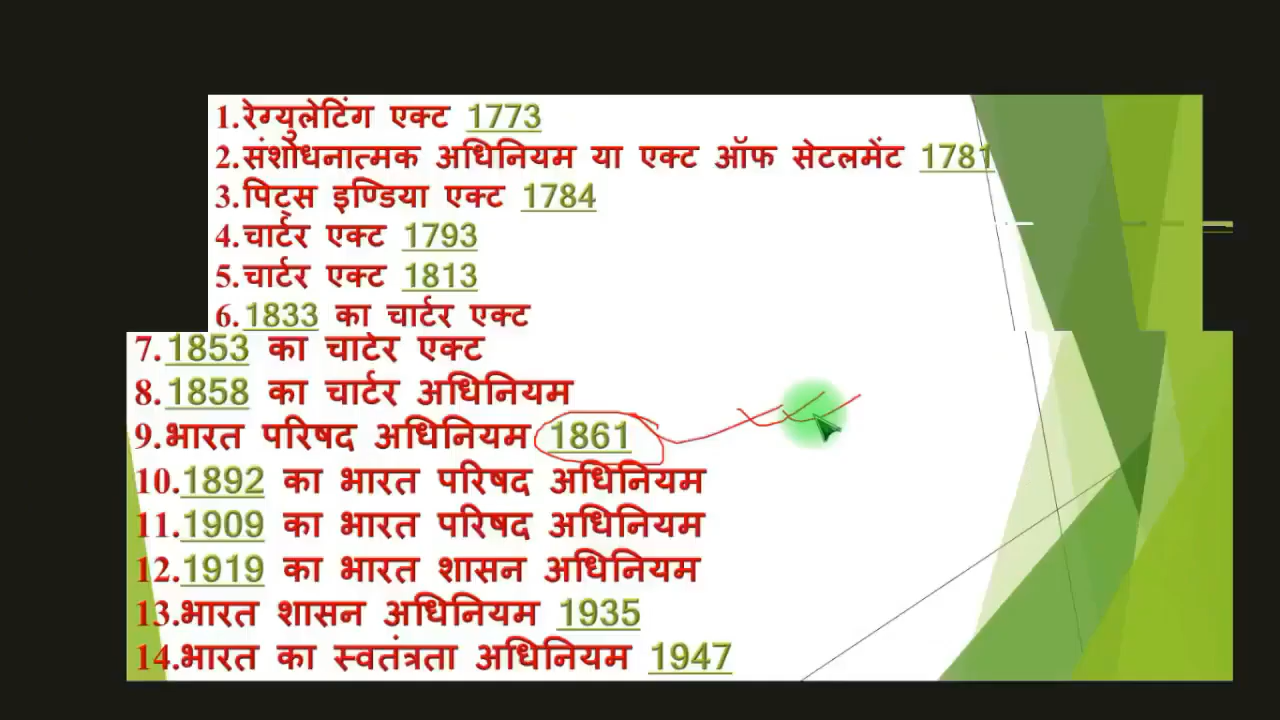 1.रेग्युलेटिंग एक्ट 1773
2.संशोधनात्मक अधिनियम या एक्ट ऑफ सेटलमेंट 1781
3.पिट्स इण्डिया एक्ट 1784
4.चार्टर एक्ट 1793
5.चार्टर एक्ट 1813
6.1833 का चार्टर एक्ट
7.1853 का चार्टर एक्ट
8.1858 का चार्टर अधिनियम
9.भारत परिषद अधिनियम 1861
10.1892 का भारत परिषद अधिनियम
11.1909 का भारत परिषद अधिनियम
12.1919 का भारत शासन अधिनियम
13.भारत शासन अधिनियम 1935
14.भारत का स्वतंत्रता अधिनियम 1947